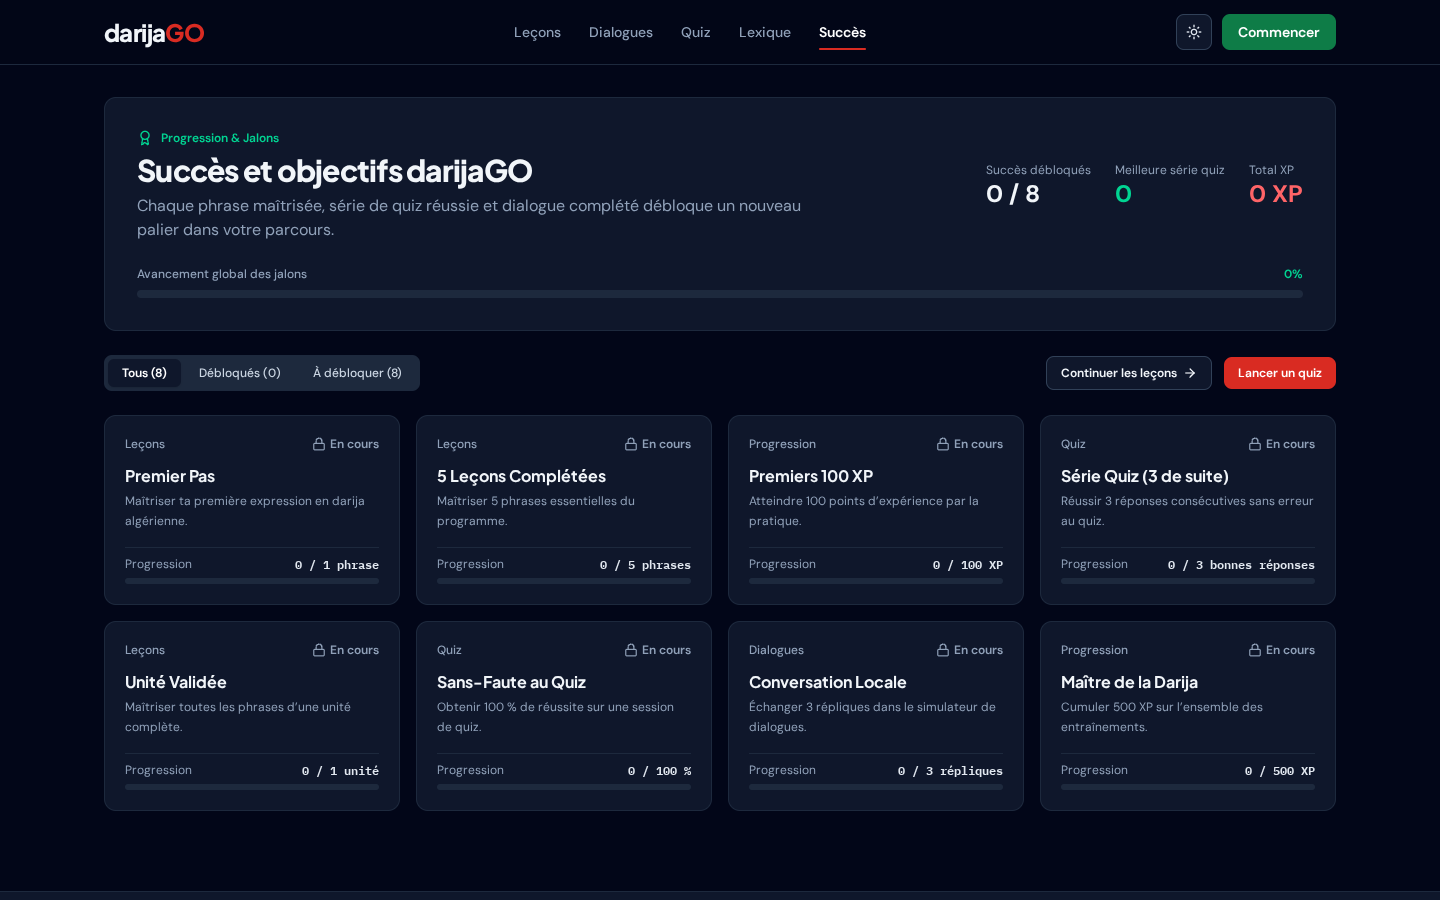 darijaGO
Leçons Dialogues Quiz Lexique Succès
Commencer
Progression & Jalons
Succès et objectifs darijaGO
Chaque phrase maîtrisée, série de quiz réussie et dialogue complété débloque un nouveau
palier dans votre parcours.
Succès débloqués
0 / 8
Meilleure série quiz
0
Total XP
0 XP
Avancement global des jalons
0%
Tous (8) Débloqués (0) À débloquer (8)
Continuer les leçons →
Lancer un quiz
Leçons
En cours
Premier Pas
Maîtriser ta première expression en darija
algérienne.
Progression 0 / 1 phrase
Leçons
En cours
5 Leçons Complétées
Maîtriser 5 phrases essentielles du
programme.
Progression 0 / 5 phrases
Progression
En cours
Premiers 100 XP
Atteindre 100 points d’expérience par la
pratique.
Progression 0 / 100 XP
Quiz
En cours
Série Quiz (3 de suite)
Réussir 3 réponses consécutives sans erreur
au quiz.
Progression 0 / 3 bonnes réponses
Leçons
En cours
Unité Validée
Maîtriser toutes les phrases d’une unité
complète.
Progression 0 / 1 unité
Quiz
En cours
Sans-Faute au Quiz
Obtenir 100 % de réussite sur une session
de quiz.
Progression 0 / 100 %
Dialogues
En cours
Conversation Locale
Échanger 3 répliques dans le simulateur de
dialogues.
Progression 0 / 3 répliques
Progression
En cours
Maître de la Darija
Cumuler 500 XP sur l’ensemble des
entraînements.
Progression 0 / 500 XP